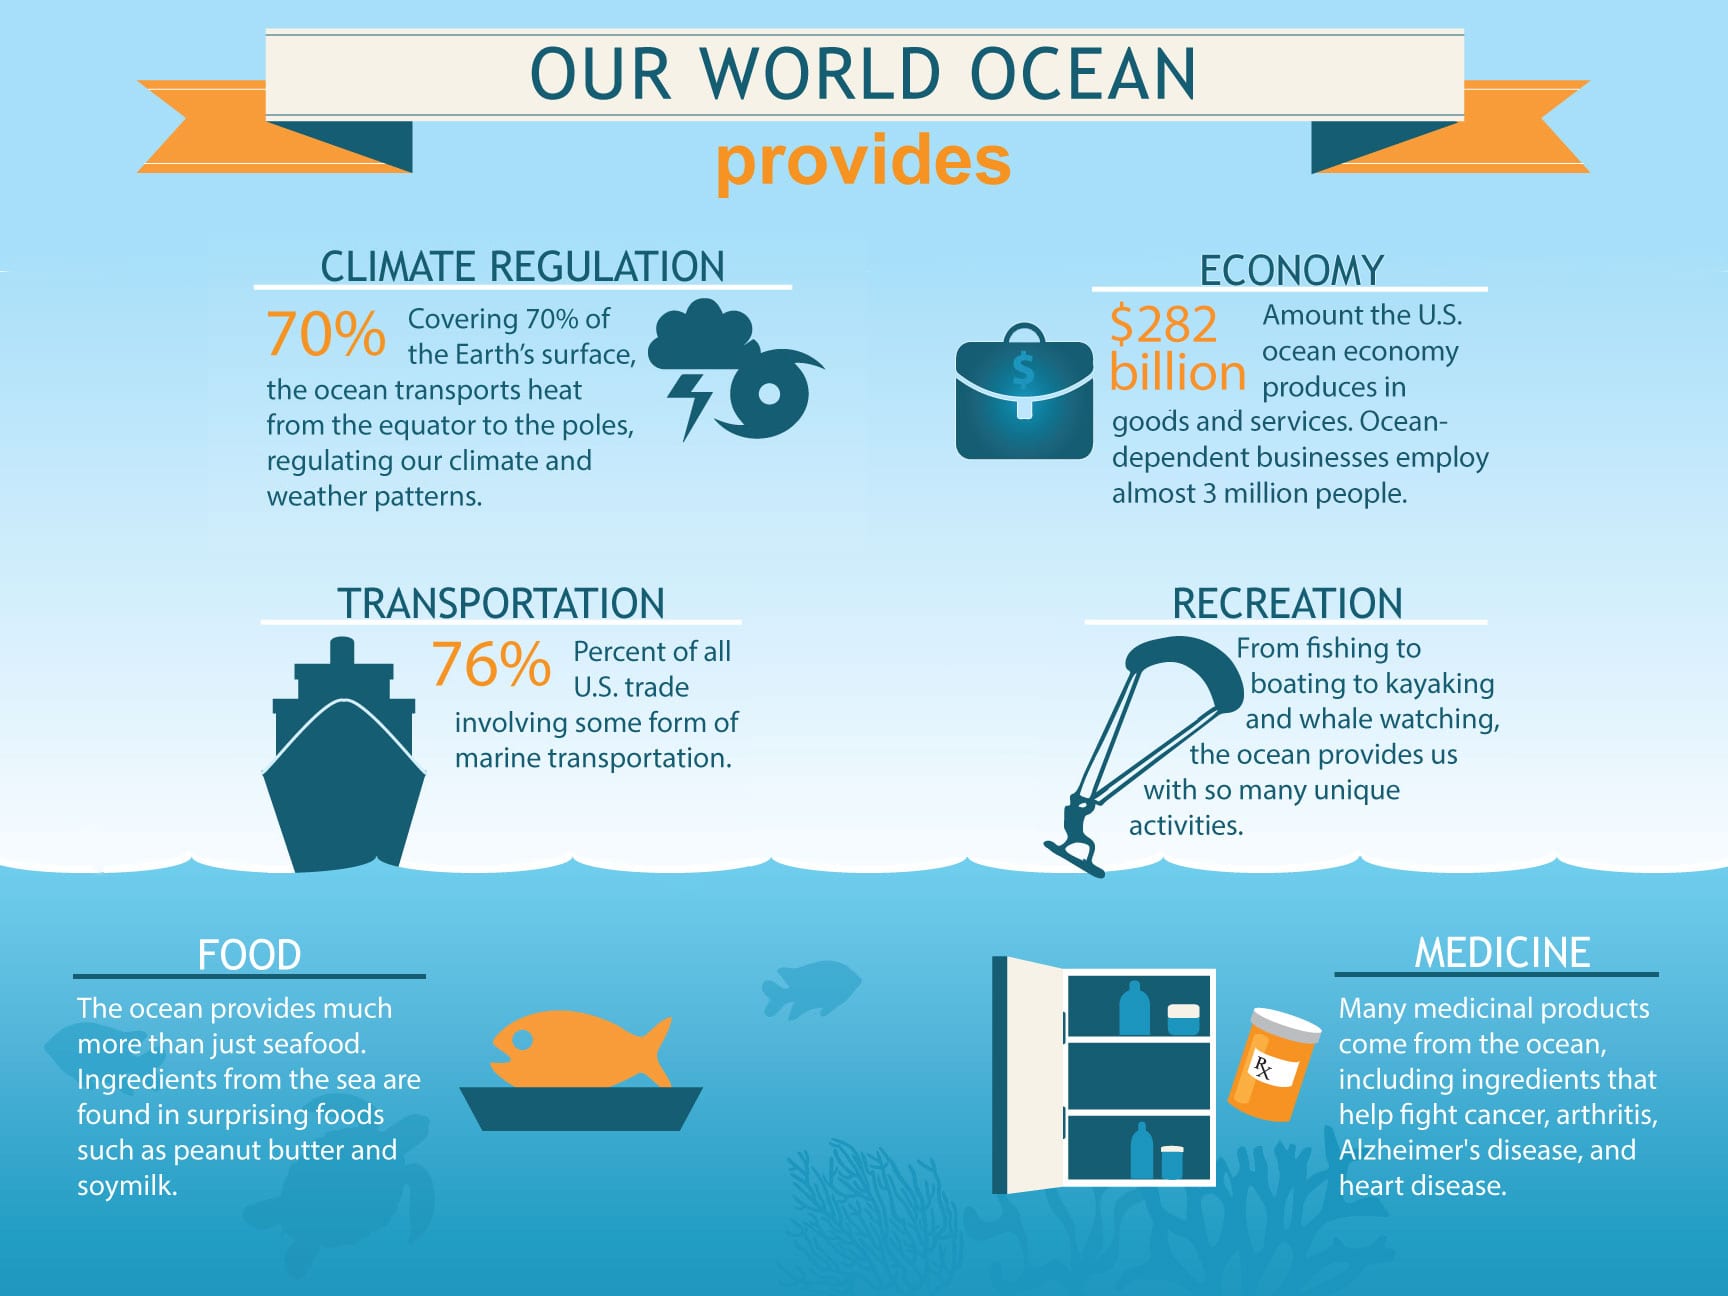 OUR WORLD OCEAN
provides
CLIMATE REGULATION
70%
Covering 70% of
the Earth's surface,
the ocean transports heat
from the equator to the poles,
regulating our climate and
weather patterns.
ECONOMY
$
$282
billion
Amount the U.S.
ocean economy
produces in
goods and services. Ocean-
dependent businesses employ
almost 3 million people.
TRANSPORTATION
76%
Percent of all
U.S. trade
involving some form of
marine transportation.
RECREATION
From fishing to
boating to kayaking
and whale watching,
the ocean provides us
with so many unique
activities.
FOOD
The ocean provides much
more than just seafood.
Ingredients from the sea are
found in surprising foods
such as peanut butter and
soymilk.
MEDICINE
Rx
Many medicinal products
come from the ocean,
including ingredients that
help fight cancer, arthritis,
Alzheimer's disease, and
heart disease.